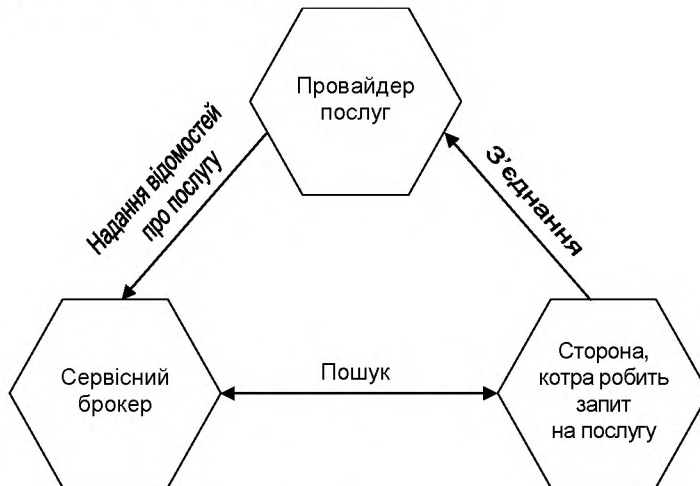 Провайдер
послуг
Надання відомостей
про послугу
З’єднання
Сервісний
брокер
Пошук
Сторона,
котра робить
запит
на послугу